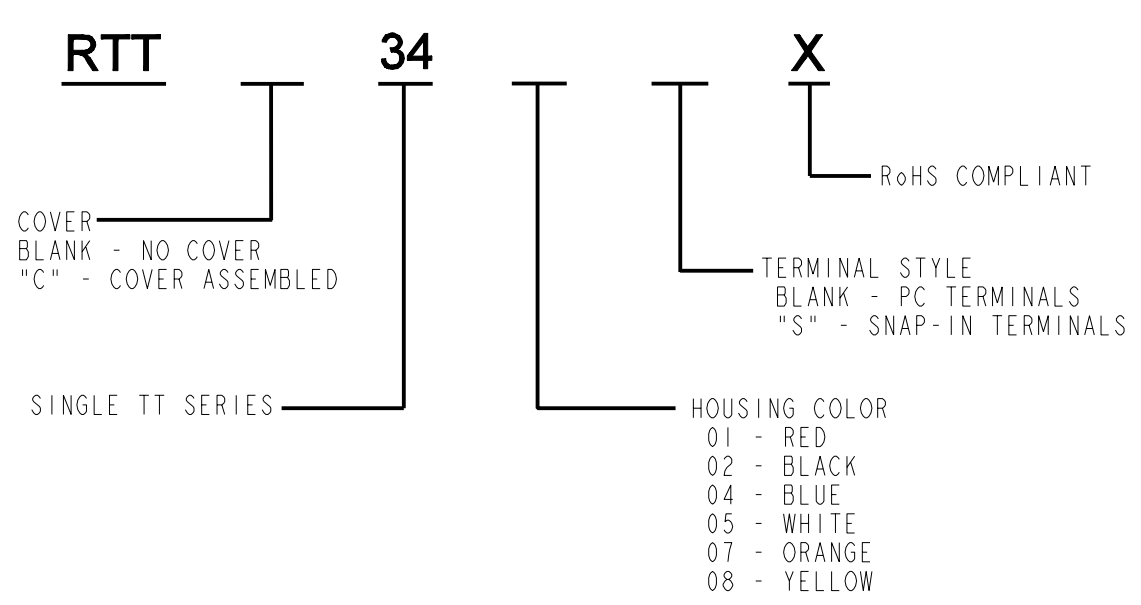 RTT 34 X
RoHS COMPLIANT
COVER
BLANK - NO COVER
"C" - COVER ASSEMBLED
TERMINAL STYLE
BLANK - PC TERMINALS
"S" - SNAP-IN TERMINALS
SINGLE TT SERIES
HOUSING COLOR
01 - RED
02 - BLACK
04 - BLUE
05 - WHITE
07 - ORANGE
08 - YELLOW